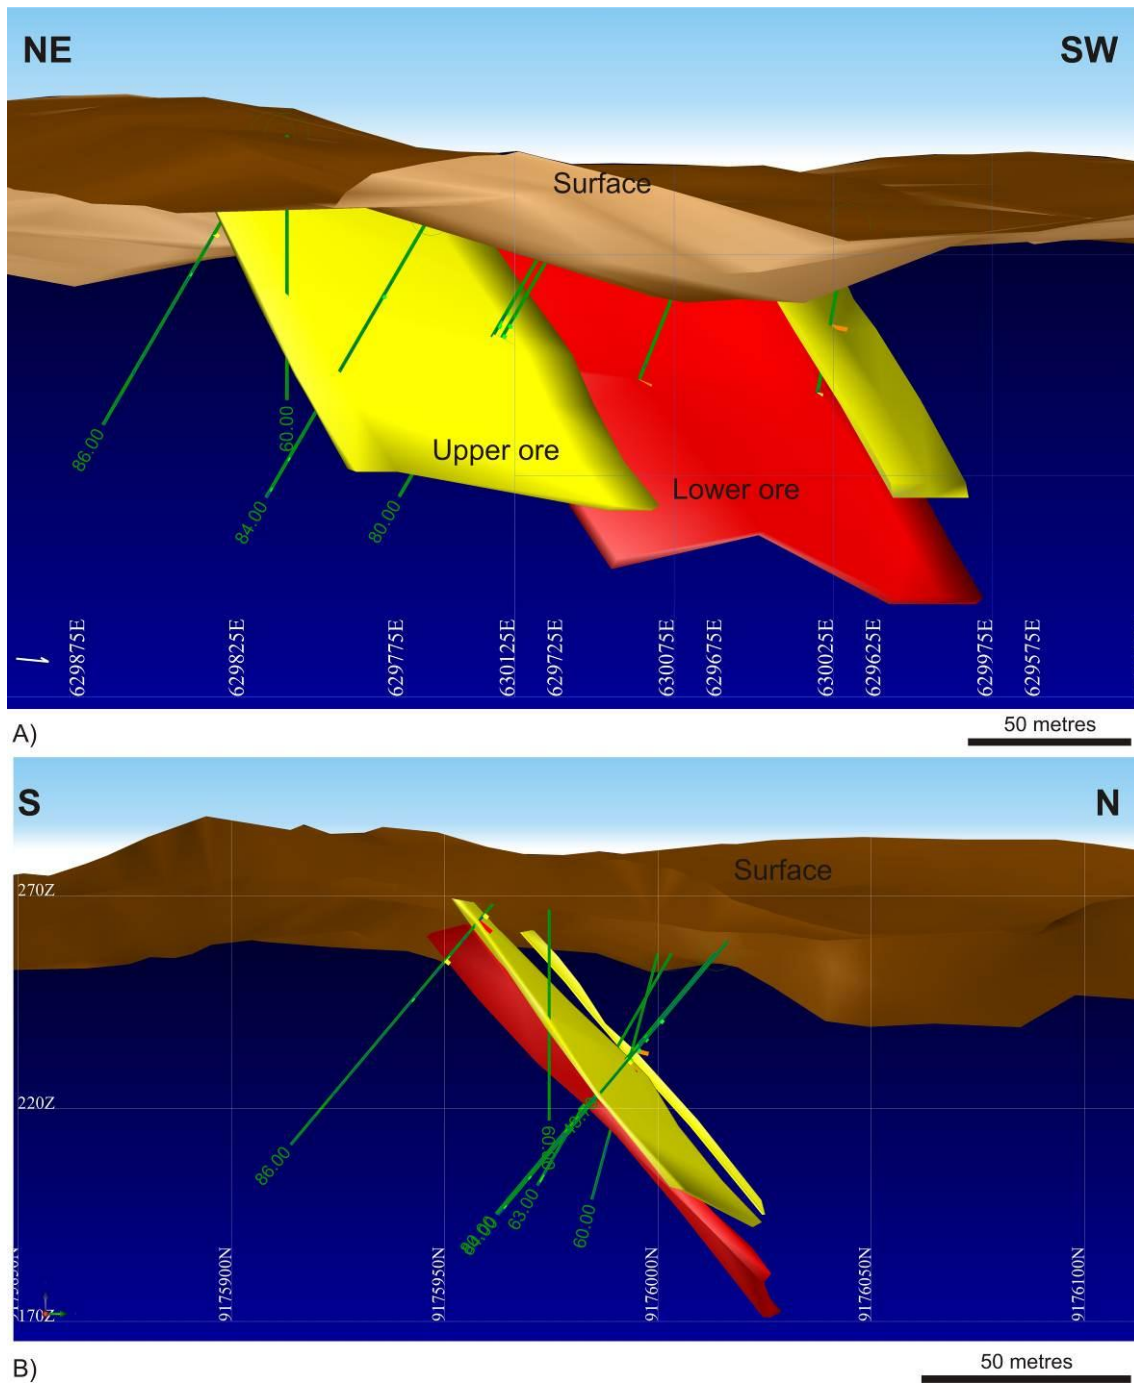 NE
SW
Surface
Upper ore
Lower ore
86.00
60.00
84.00
80.00
629875E
629825E
629775E
630125E
629725E
630075E
629675E
630025E
629625E
629975E
629575E
A)
50 metres
S
N
Surface
270Z
220Z
170Z
86.00
63.00
60.00
9175900N
9175950N
9176000N
9176050N
9176100N
B)
50 metres